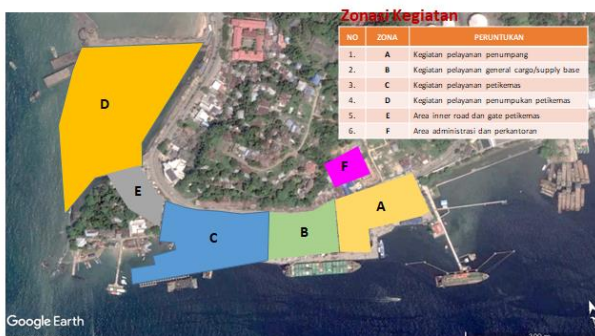 Zonasi Kegiatan
NO ZONA PERUNTUKAN
1. A Kegiatan pelayanan penumpang
2. B Kegiatan pelayanan general cargo/supply base
3. C Kegiatan pelayanan petikemas
4. D Kegiatan pelayanan penumpukan petikemas
5. E Area inner road dan gate petikemas
6. F Area administrasi dan perkantoran
D
F
E
A
B
C
Google Earth